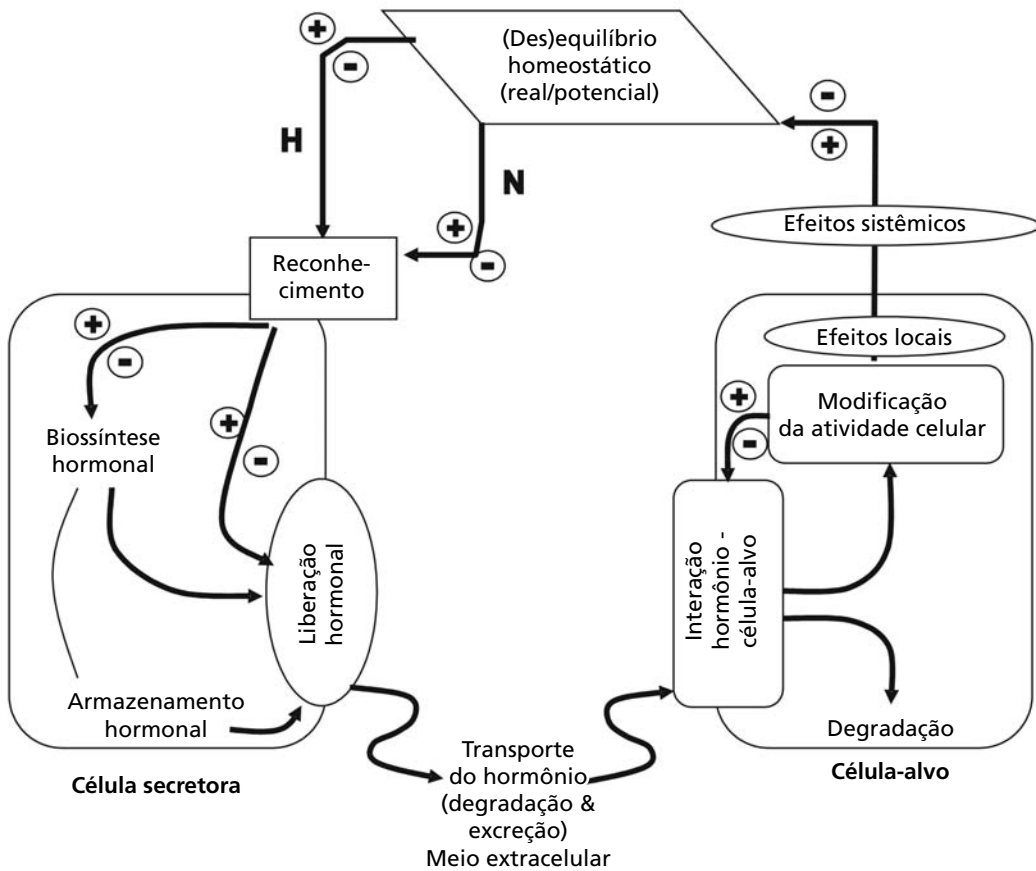 (Des)equilíbrio
homeostático
(real/potencial)
+
-
-
+
H
N
+
-
Reconhe-
cimento
Efeitos sistêmicos
Efeitos locais
+
-
+
-
Biossíntese
hormonal
Liberação
hormonal
Armazenamento
hormonal
Célula secretora
Transporte
do hormônio
(degradação &
excreção)
Meio extracelular
+
-
Modificação
da atividade celular
Interação
hormônio -
célula-alvo
Degradação
Célula-alvo